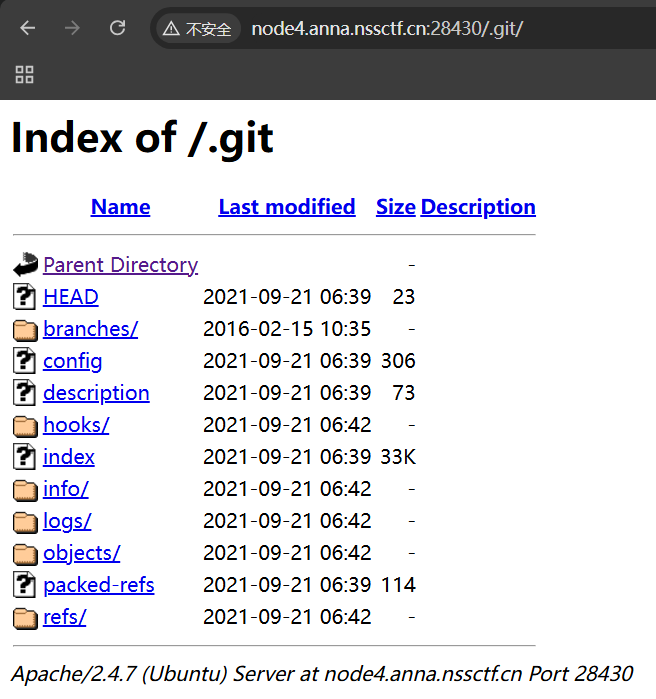 不安全 node4.anna.nssctf.cn:28430/.git/
Index of /.git
Name Last modified Size Description
Parent Directory -
HEAD 2021-09-21 06:39 23
branches/ 2016-02-15 10:35 -
config 2021-09-21 06:39 306
description 2021-09-21 06:39 73
hooks/ 2021-09-21 06:42 -
index 2021-09-21 06:39 33K
info/ 2021-09-21 06:42 -
logs/ 2021-09-21 06:42 -
objects/ 2021-09-21 06:42 -
packed-refs 2021-09-21 06:39 114
refs/ 2021-09-21 06:42 -
Apache/2.4.7 (Ubuntu) Server at node4.anna.nssctf.cn Port 28430